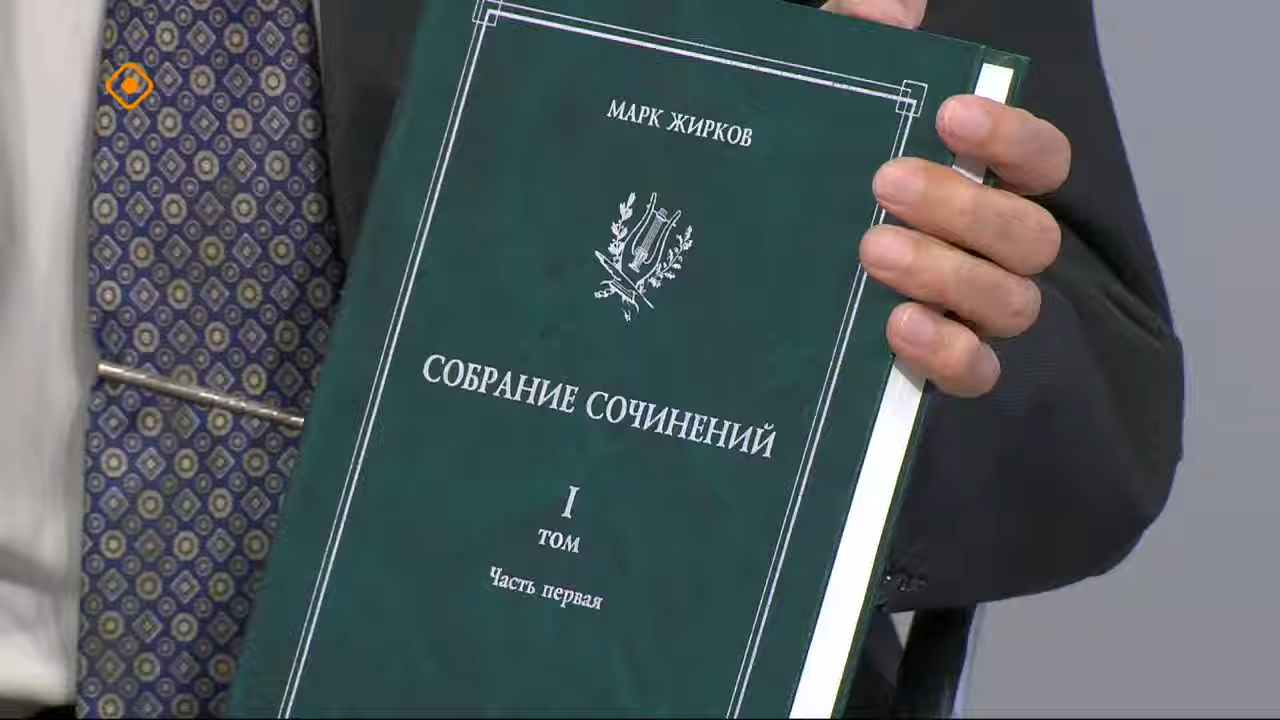 МАРК ЖИРКОВ
СОБРАНИЕ СОЧИНЕНИЙ
I
том
Часть первая